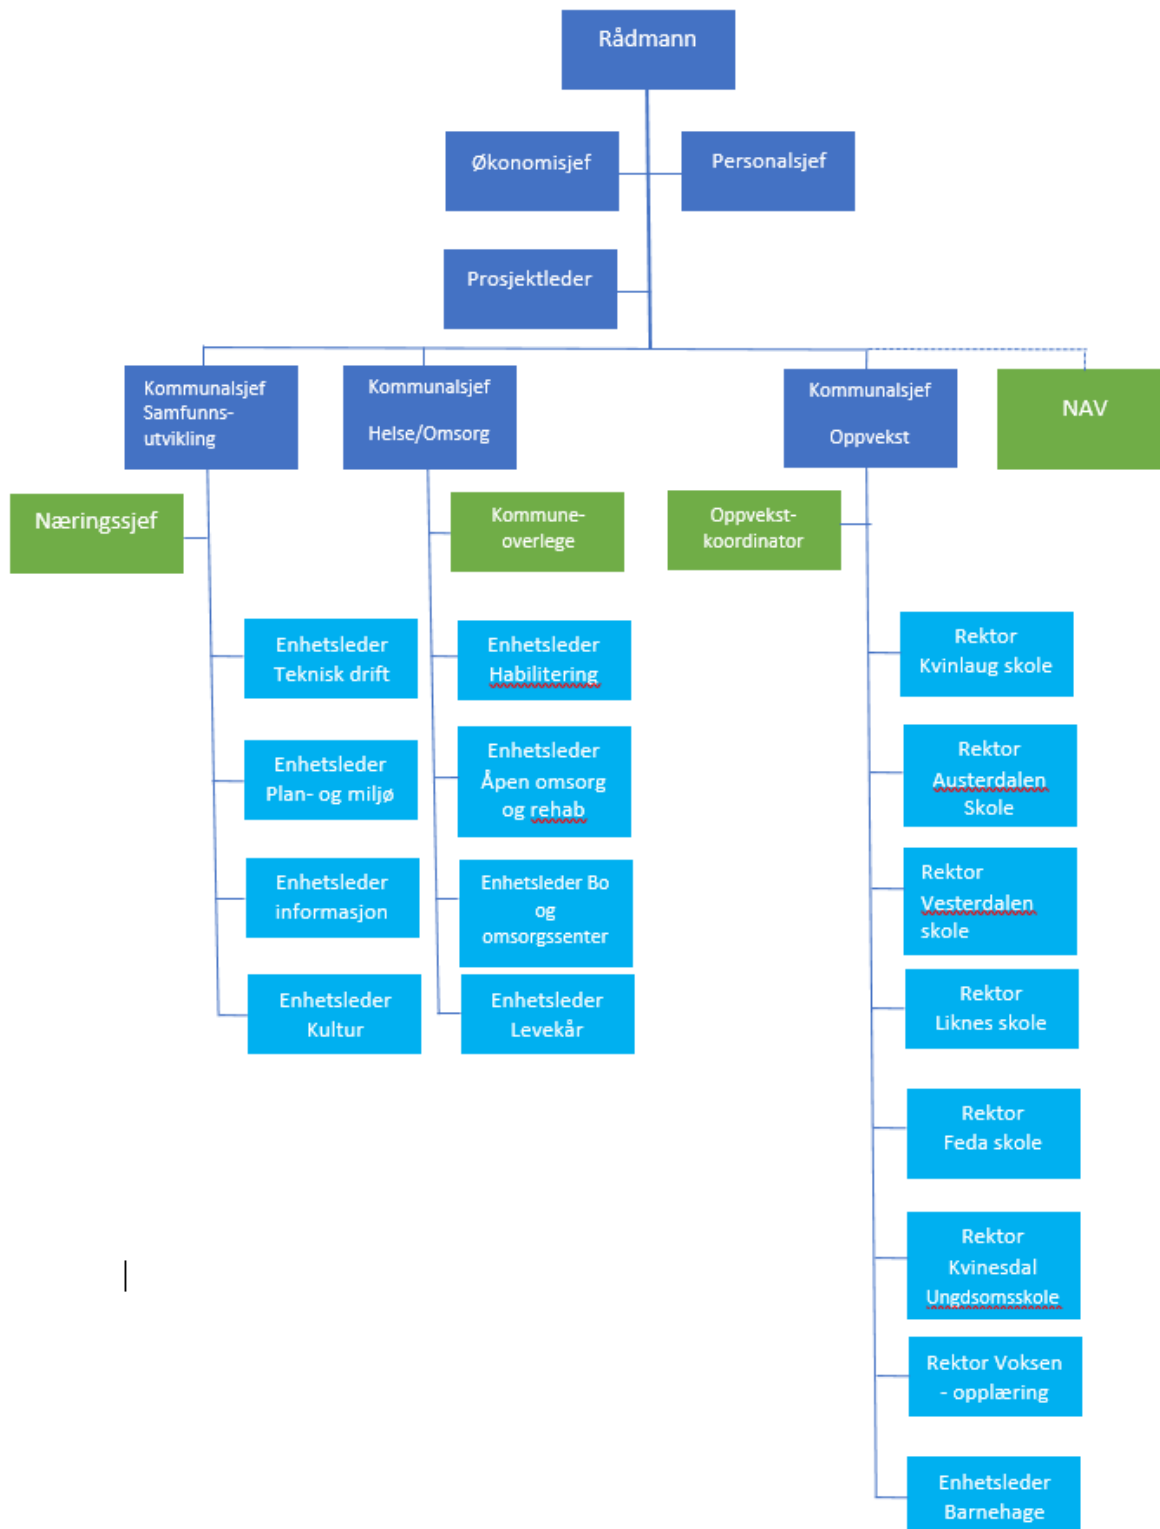 Rådmann
Økonomisjef
Personalsjef
Prosjektleder
Kommunalsjef
Samfunns-
utvikling
Kommunalsjef
Helse/Omsorg
Kommunalsjef
Oppvekst
NAV
Næringssjef
Kommune-
overlege
Oppvekst-
koordinator
Enhetsleder
Teknisk drift
Enhetsleder
Plan- og miljø
Enhetsleder
informasjon
Enhetsleder
Kultur
Enhetsleder
Habilitering
Enhetsleder
Åpen omsorg
og rehab
Enhetsleder Bo
og
omsorgssenter
Enhetsleder
Levekår
Rektor
Kvinlaug skole
Rektor
Austerdalen
Skole
Rektor
Vesterdalen
skole
Rektor
Liknes skole
Rektor
Feda skole
Rektor
Kvinesdal
Ungdsomsskole
Rektor Voksen
- opplæring
Enhetsleder
Barnehage